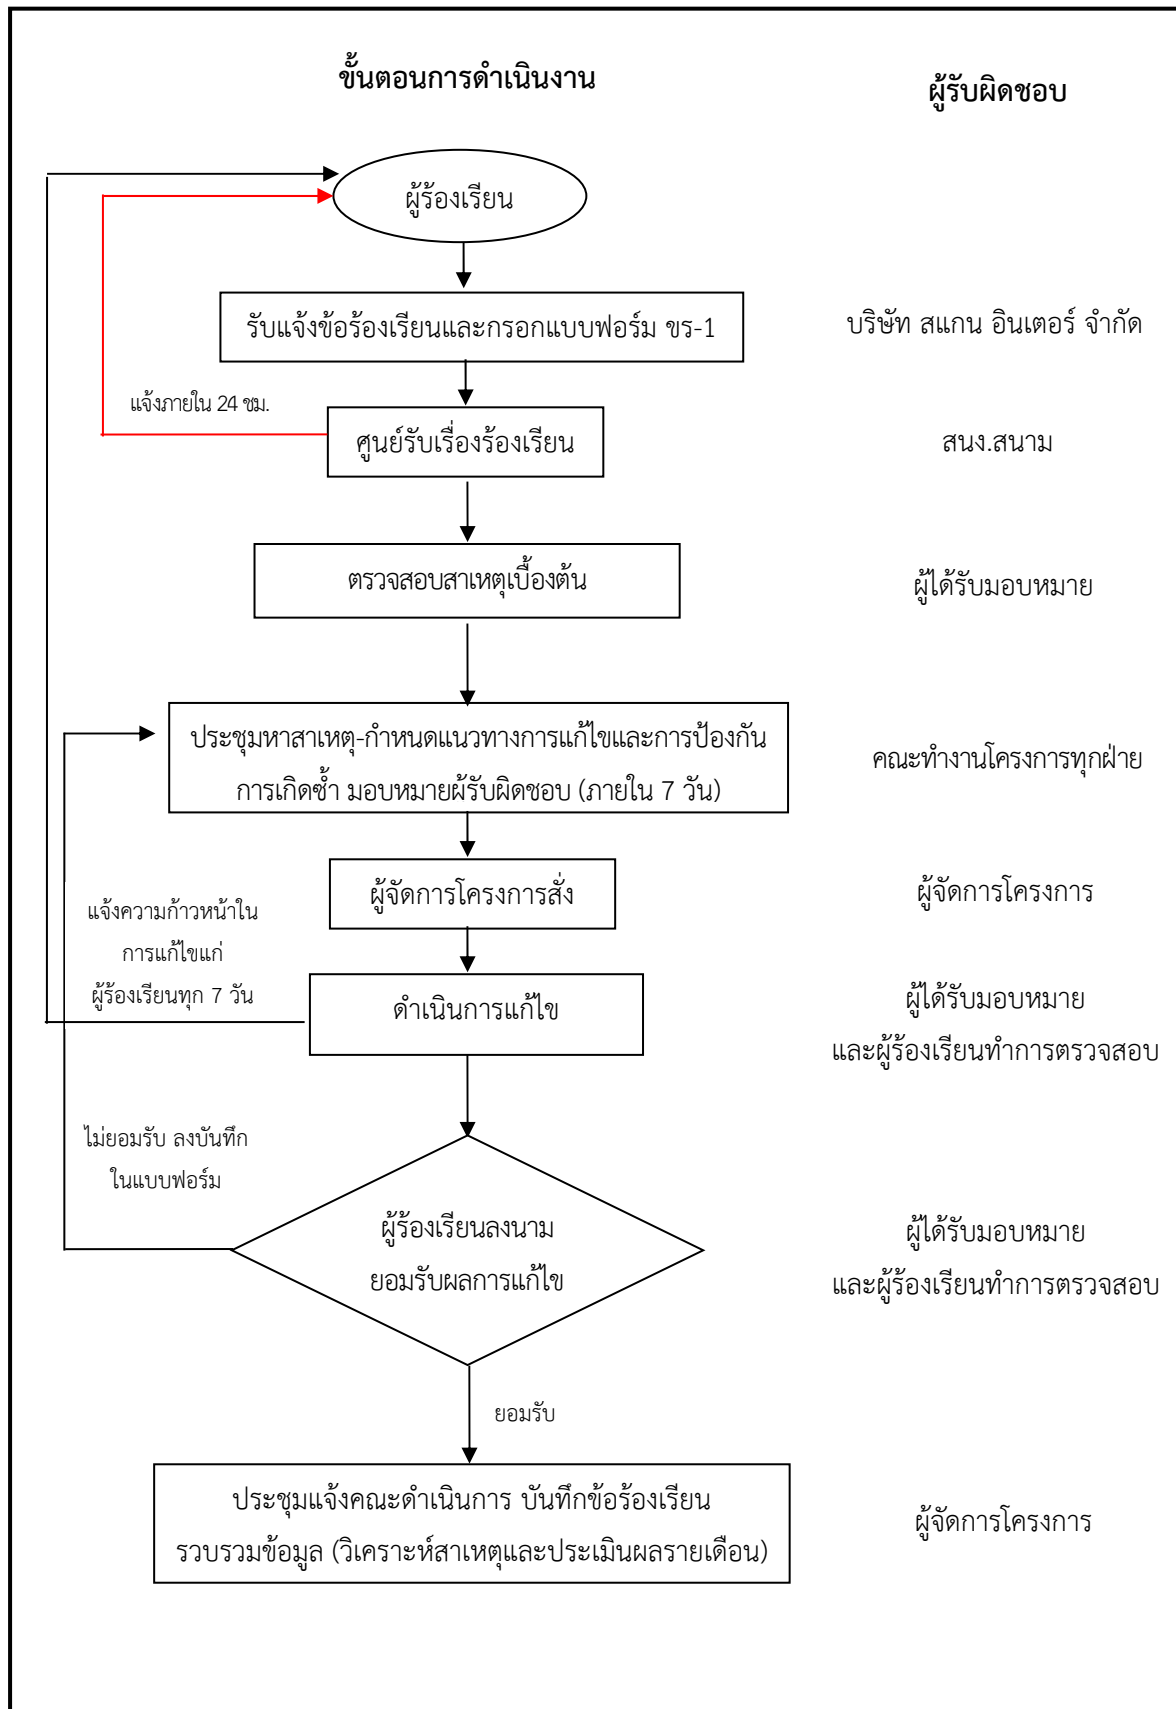 ขั้นตอนการดำเนินงาน
ผู้รับผิดชอบ
ผู้ร้องเรียน
รับแจ้งข้อร้องเรียนและกรอกแบบฟอร์ม ขร-1
บริษัท สแกน อินเตอร์ จำกัด
แจ้งภายใน 24 ชม.
ศูนย์รับเรื่องร้องเรียน
สนง.สนาม
ตรวจสอบสาเหตุเบื้องต้น
ผู้ได้รับมอบหมาย
ประชุมหาสาเหตุ-กำหนดแนวทางการแก้ไขและการป้องกัน
การเกิดซ้ำ มอบหมายผู้รับผิดชอบ (ภายใน 7 วัน)
คณะทำงานโครงการทุกฝ่าย
ผู้จัดการโครงการสั่ง
ผู้จัดการโครงการ
แจ้งความก้าวหน้าใน
การแก้ไขแก่
ผู้ร้องเรียนทุก 7 วัน
ดำเนินการแก้ไข
ผู้ได้รับมอบหมาย
และผู้ร้องเรียนทำการตรวจสอบ
ไม่ยอมรับ ลงบันทึก
ในแบบฟอร์ม
ผู้ร้องเรียนลงนาม
ยอมรับผลการแก้ไข
ผู้ได้รับมอบหมาย
และผู้ร้องเรียนทำการตรวจสอบ
ยอมรับ
ประชุมแจ้งคณะดำเนินการ บันทึกข้อร้องเรียน
รวบรวมข้อมูล (วิเคราะห์สาเหตุและประเมินผลรายเดือน)
ผู้จัดการโครงการ